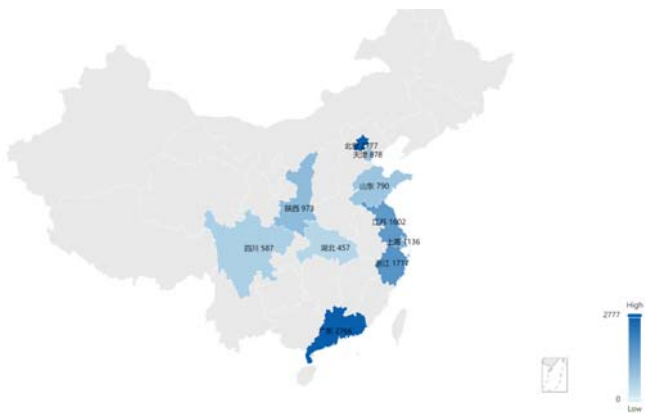 High
2777
北京 2777
天津 878
山东 790
陕西 973
江苏 1602
上海 1136
四川 587
湖北 457
浙江
广东
0
Low